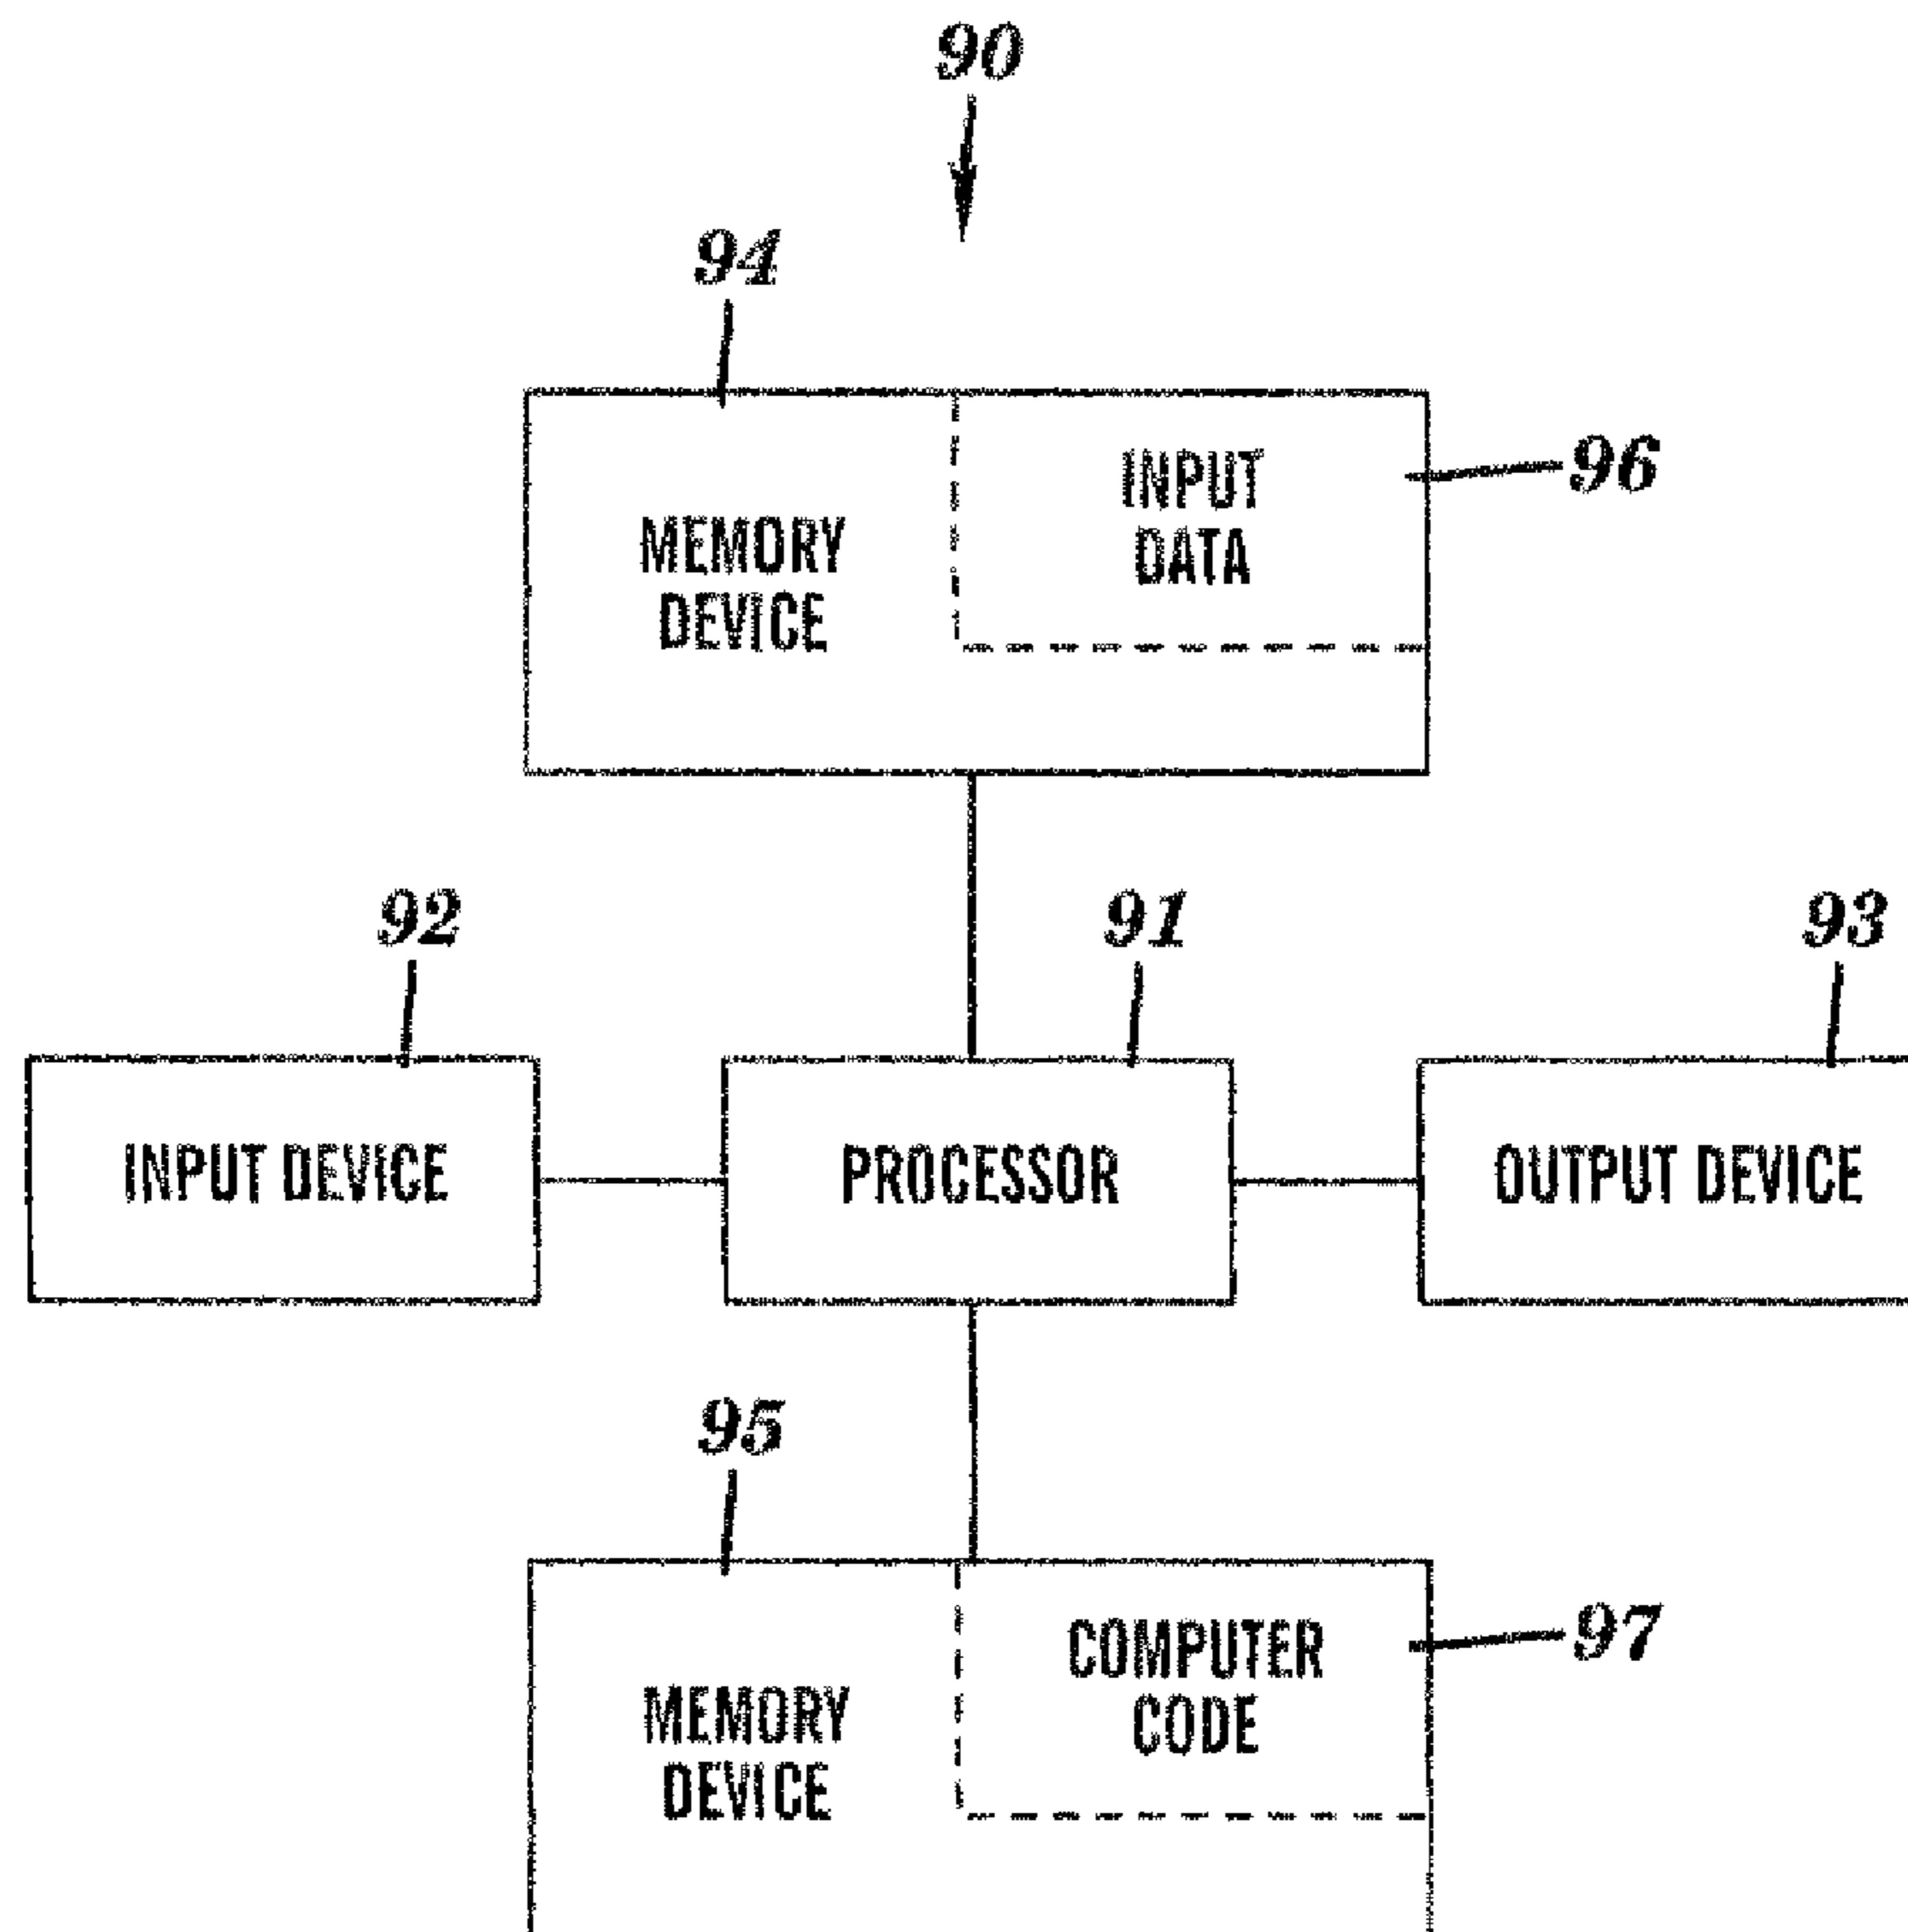 90
94
INPUT
DATA
96
MEMORY
DEVICE
92
91
93
INPUT DEVICE
PROCESSOR
OUTPUT DEVICE
95
COMPUTER
CODE
97
MEMORY
DEVICE